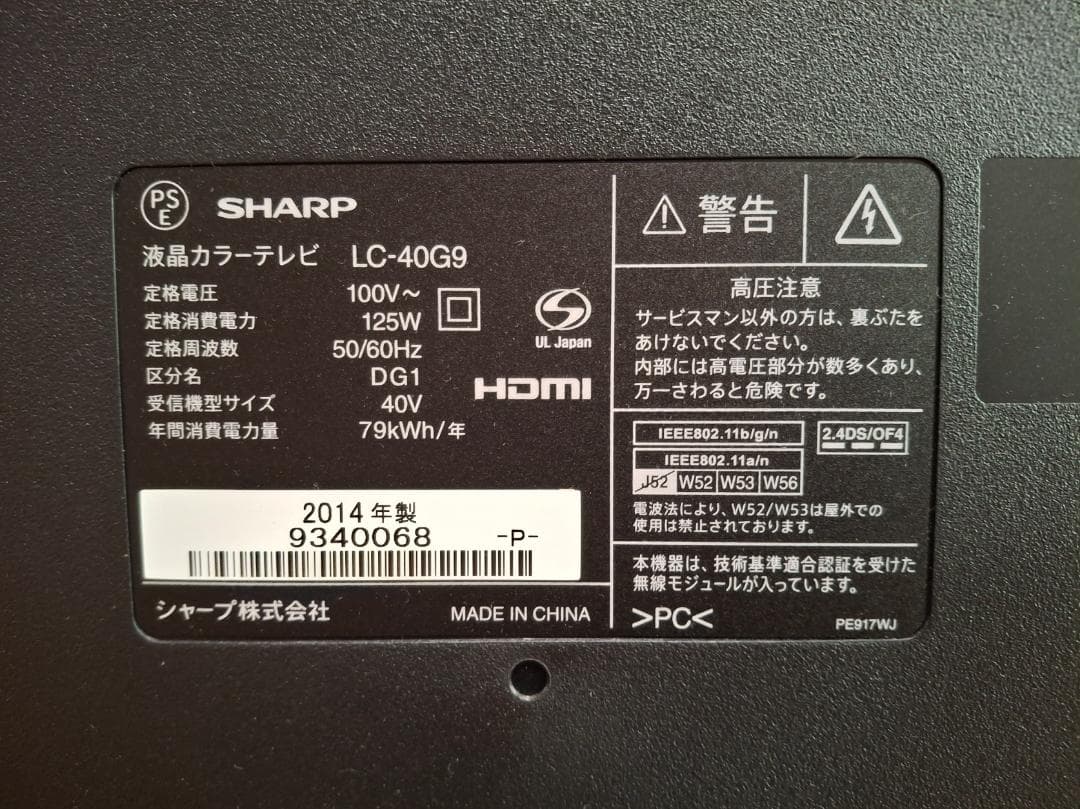 PS
E
SHARP
液晶カラーテレビ LC-40G9
定格電圧 100V～
定格消費電力 125W
定格周波数 50/60Hz
区分名 DG1
受信機型サイズ 40V
年間消費電力量 79kWh/年
UL Japan
HDMI
2014年製
9340068 -P-
シャープ株式会社 MADE IN CHINA
警告
高圧注意
サービスマン以外の方は、裏ぶたを
あけないでください。
内部には高電圧部分が数多くあり、
万一さわると危険です。
IEEE802.11b/g/n
2.4DS/OF4
IEEE802.11a/n
J52 W52 W53 W56
電波法により、W52/W53は屋外での
使用は禁止されております。
本機器は、技術基準適合認証を受けた
無線モジュールが入っています。
>PC<
PE917WJ